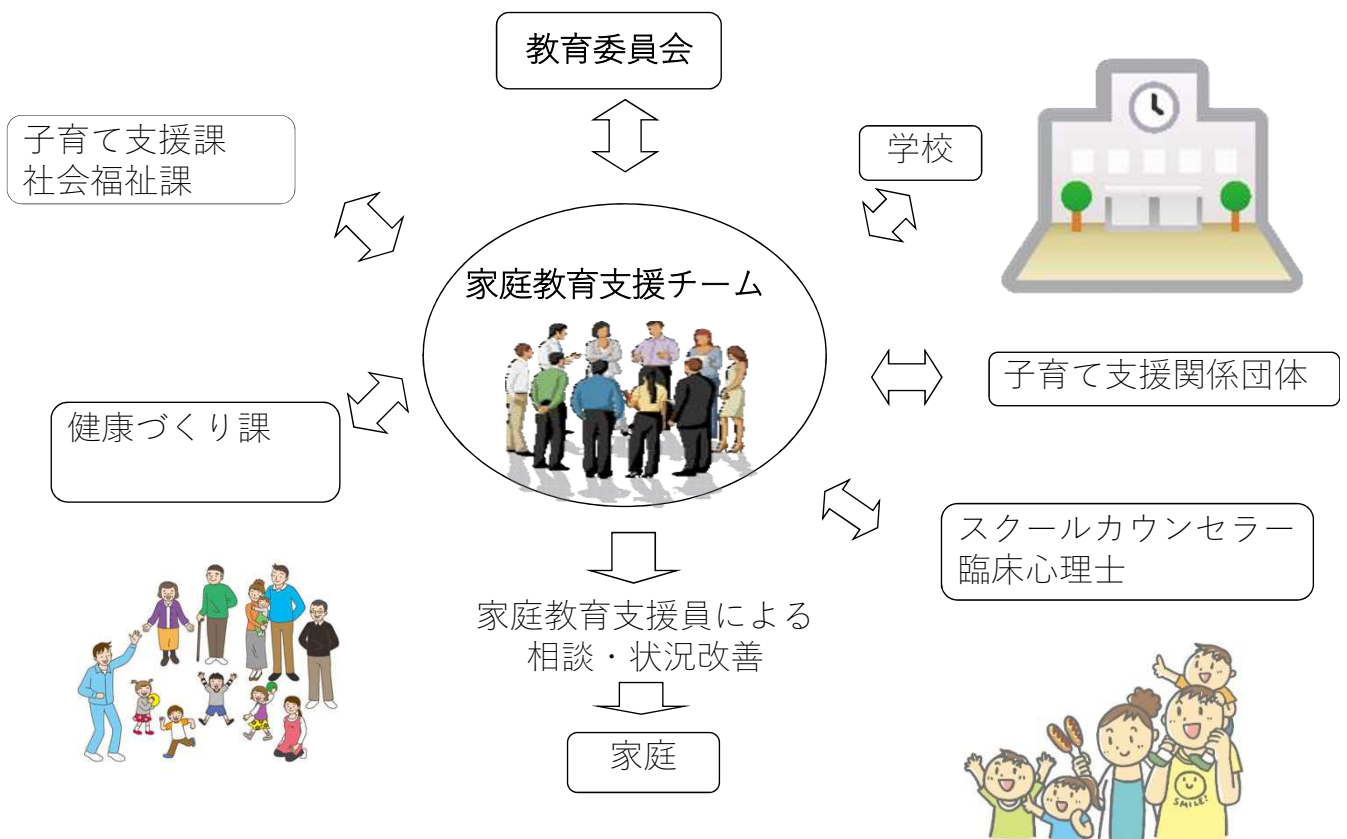 教育委員会
子育て支援課
社会福祉課
学校
家庭教育支援チーム
子育て支援関係団体
健康づくり課
スクールカウンセラー
臨床心理士
家庭教育支援員による
相談・状況改善
家庭
SMILE!